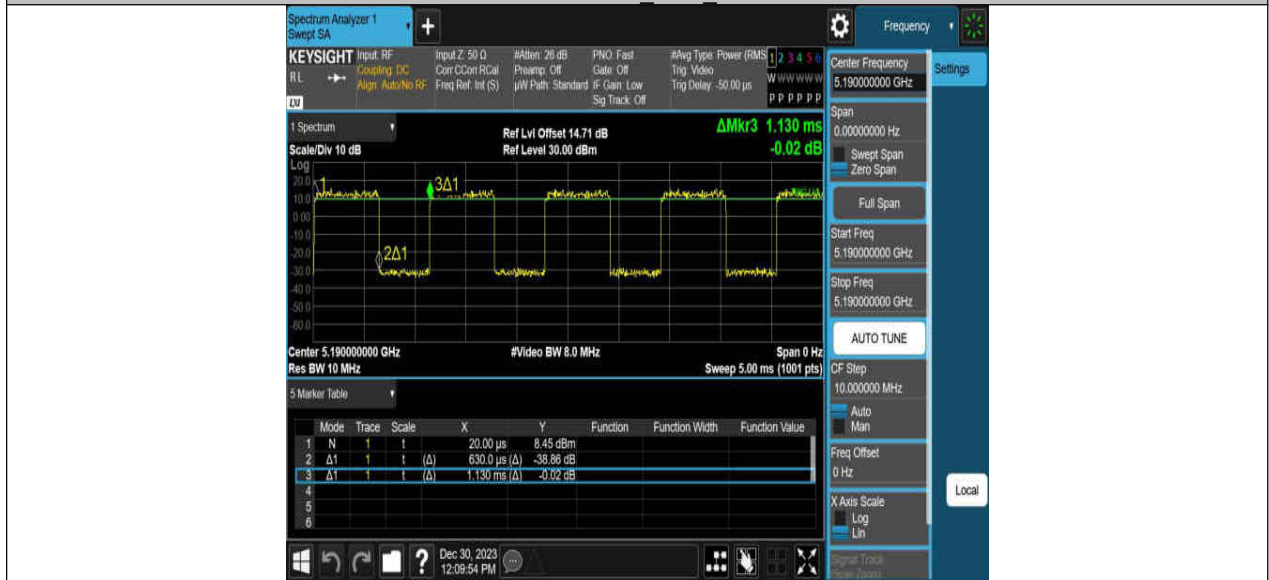 Spectrum Analyzer 1
Swept SA
+
Frequency
KEYSIGHT
RL
LXI
Input: RF
Coupling: DC
Align: Auto/No RF
Input Z: 50 Ω
Corr CCorr RCal
Freq Ref: Int (S)
#Atten: 26 dB
Preamp: Off
µW Path: Standard
PNO: Fast
Gate: Off
IF Gain: Low
Sig Track: Off
#Avg Type: Power (RMS
Trig: Video
Trig Delay: -50.00 µs
1 2 3 4 5 6
W W W W W W
P P P P P P
Center Frequency
5.190000000 GHz
Settings
Span
0.00000000 Hz
Swept Span
Zero Span
Full Span
Start Freq
5.190000000 GHz
Stop Freq
5.190000000 GHz
AUTO TUNE
CF Step
10.000000 MHz
Auto
Man
Freq Offset
0 Hz
X Axis Scale
Log
Lin
Signal Track
(Span Zoom)
Local
1 Spectrum
Scale/Div 10 dB
Ref Lvl Offset 14.71 dB
Ref Level 30.00 dBm
ΔMkr3 1.130 ms
-0.02 dB
Log
20.0
10.0
0.00
-10.0
-20.0
-30.0
-40.0
-50.0
-60.0
1
2Δ1
3Δ1
Center 5.190000000 GHz
#Video BW 8.0 MHz
Span 0 Hz
Res BW 10 MHz
Sweep 5.00 ms (1001 pts)
5 Marker Table
Mode Trace Scale X Y Function Function Width Function Value
1 N 1 t 20.00 µs 8.45 dBm
2 Δ1 1 t (Δ) 630.0 µs (Δ) -38.86 dB
3 Δ1 1 t (Δ) 1.130 ms (Δ) -0.02 dB
4
5
6
?
Dec 30, 2023
12:09:54 PM